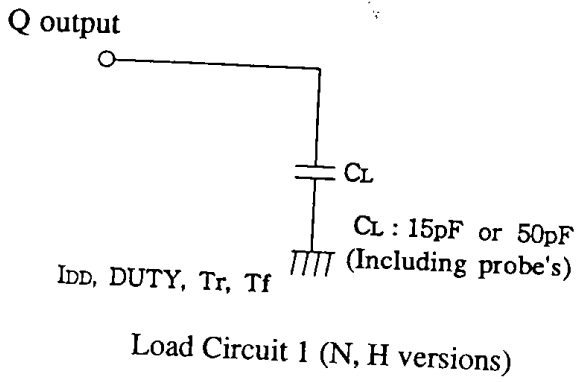 Q output
CL
CL : 15pF or 50pF
(Including probe's)
IDD, DUTY, Tr, Tf
Load Circuit 1 (N, H versions)